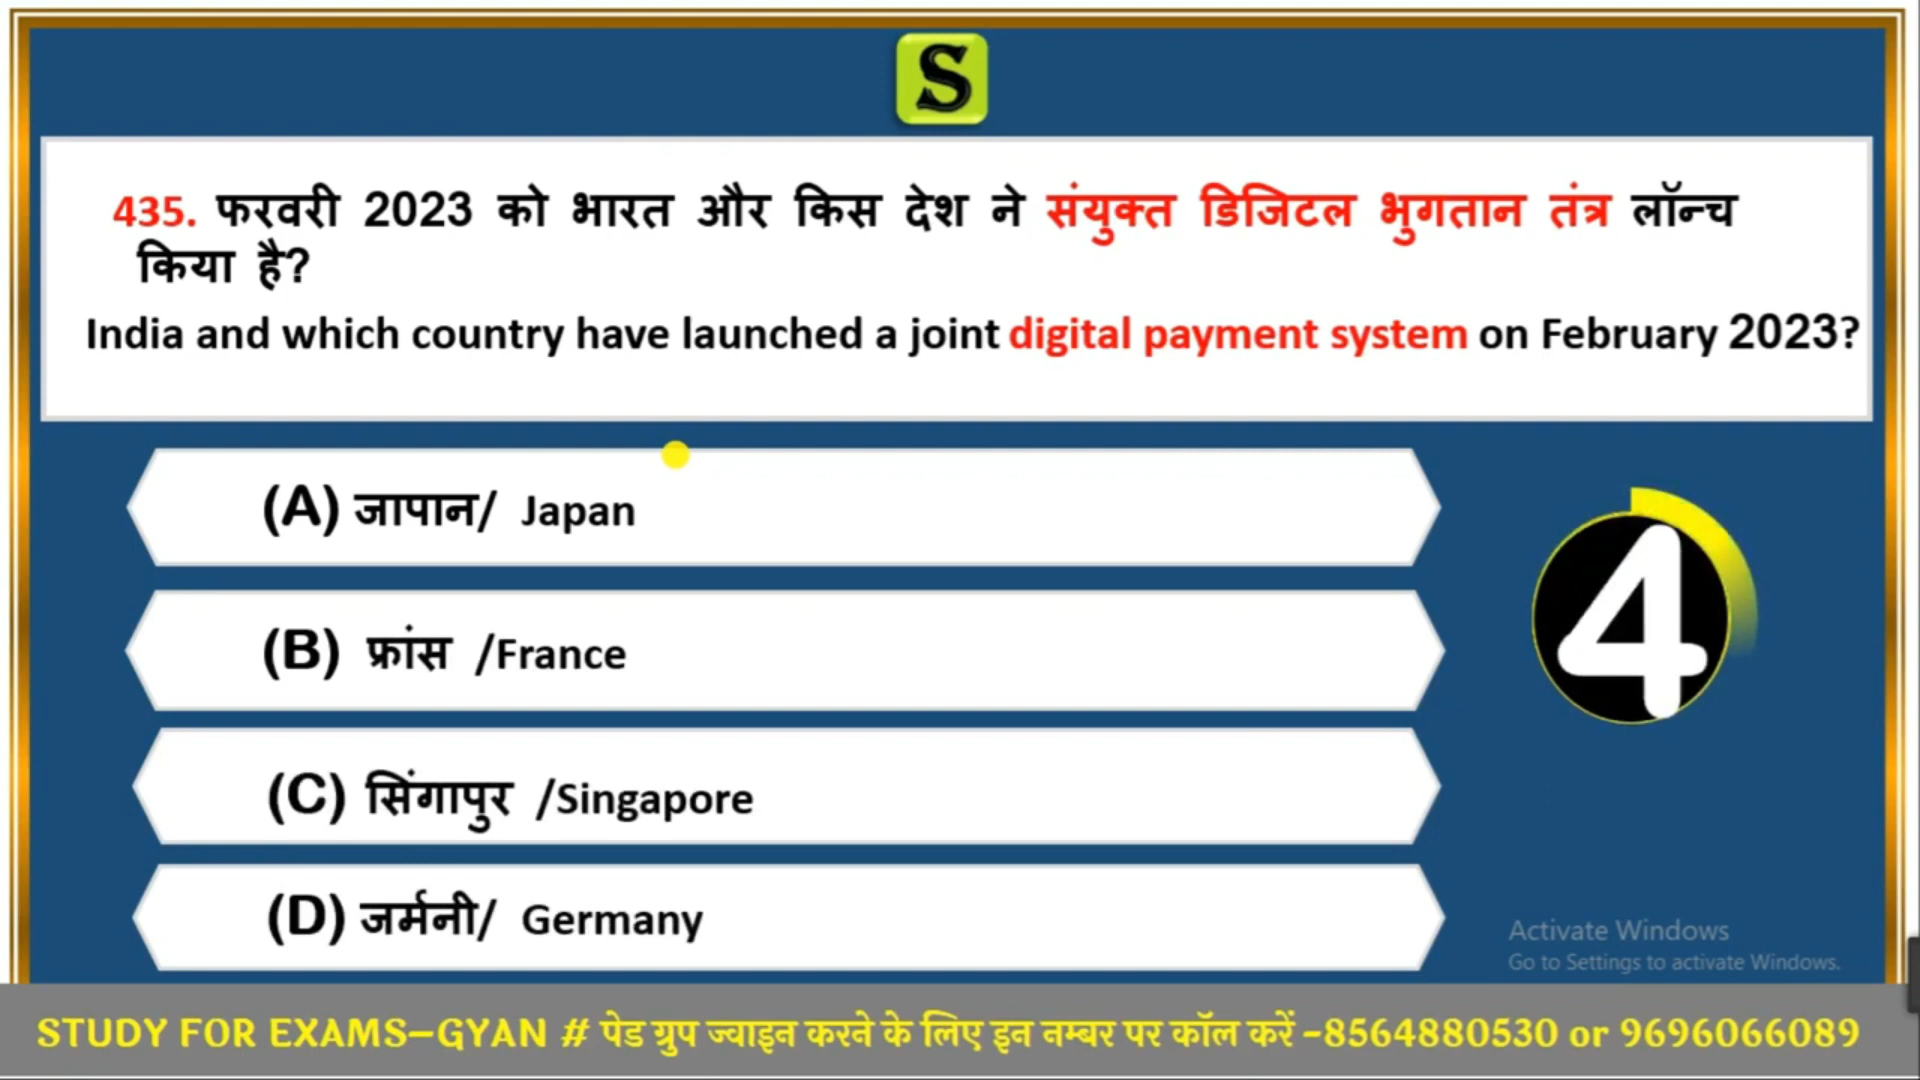 S
435. फरवरी 2023 को भारत और किस देश ने संयुक्त डिजिटल भुगतान तंत्र लॉन्च
किया है?
India and which country have launched a joint digital payment system on February 2023?
(A) जापान/ Japan
(B) फ्रांस /France
4
(C) सिंगापुर /Singapore
(D) जर्मनी/ Germany
Activate Windows
Go to Settings to activate Windows.
STUDY FOR EXAMS-GYAN # पेड ग्रुप ज्वाइन करने के लिए इन नम्बर पर कॉल करें -8564880530 or 9696066089